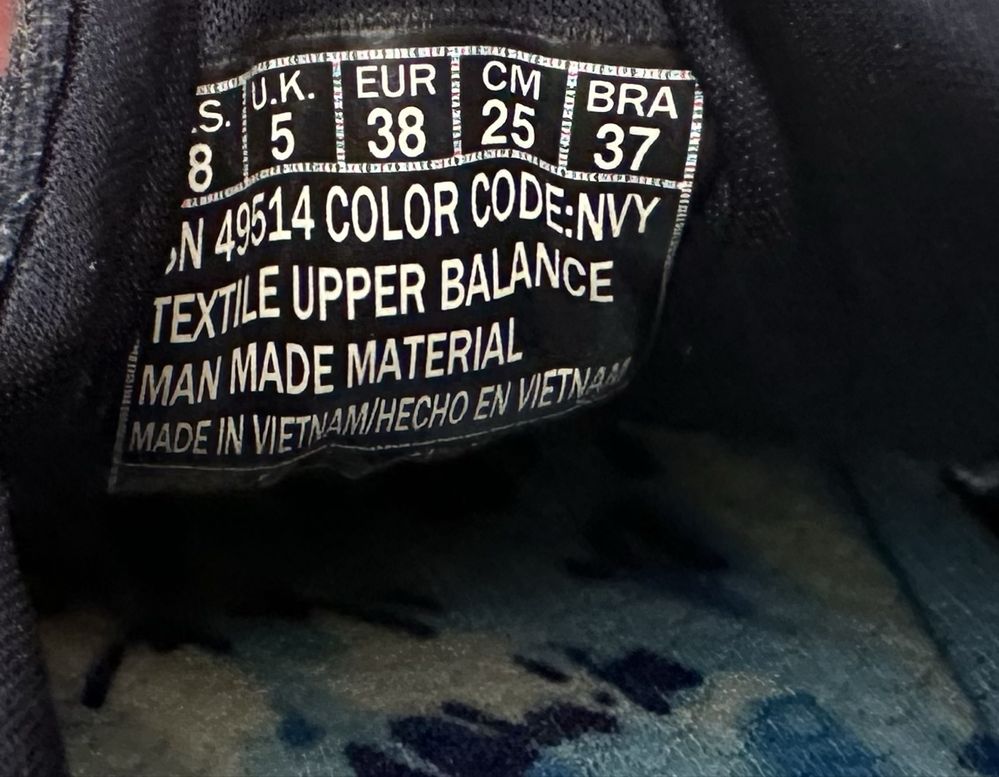 .S. U.K. EUR CM BRA
8 5 38 25 37
N 49514 COLOR CODE:NVY
TEXTILE UPPER BALANCE
MAN MADE MATERIAL
MADE IN VIETNAM/HECHO EN VIETNAM